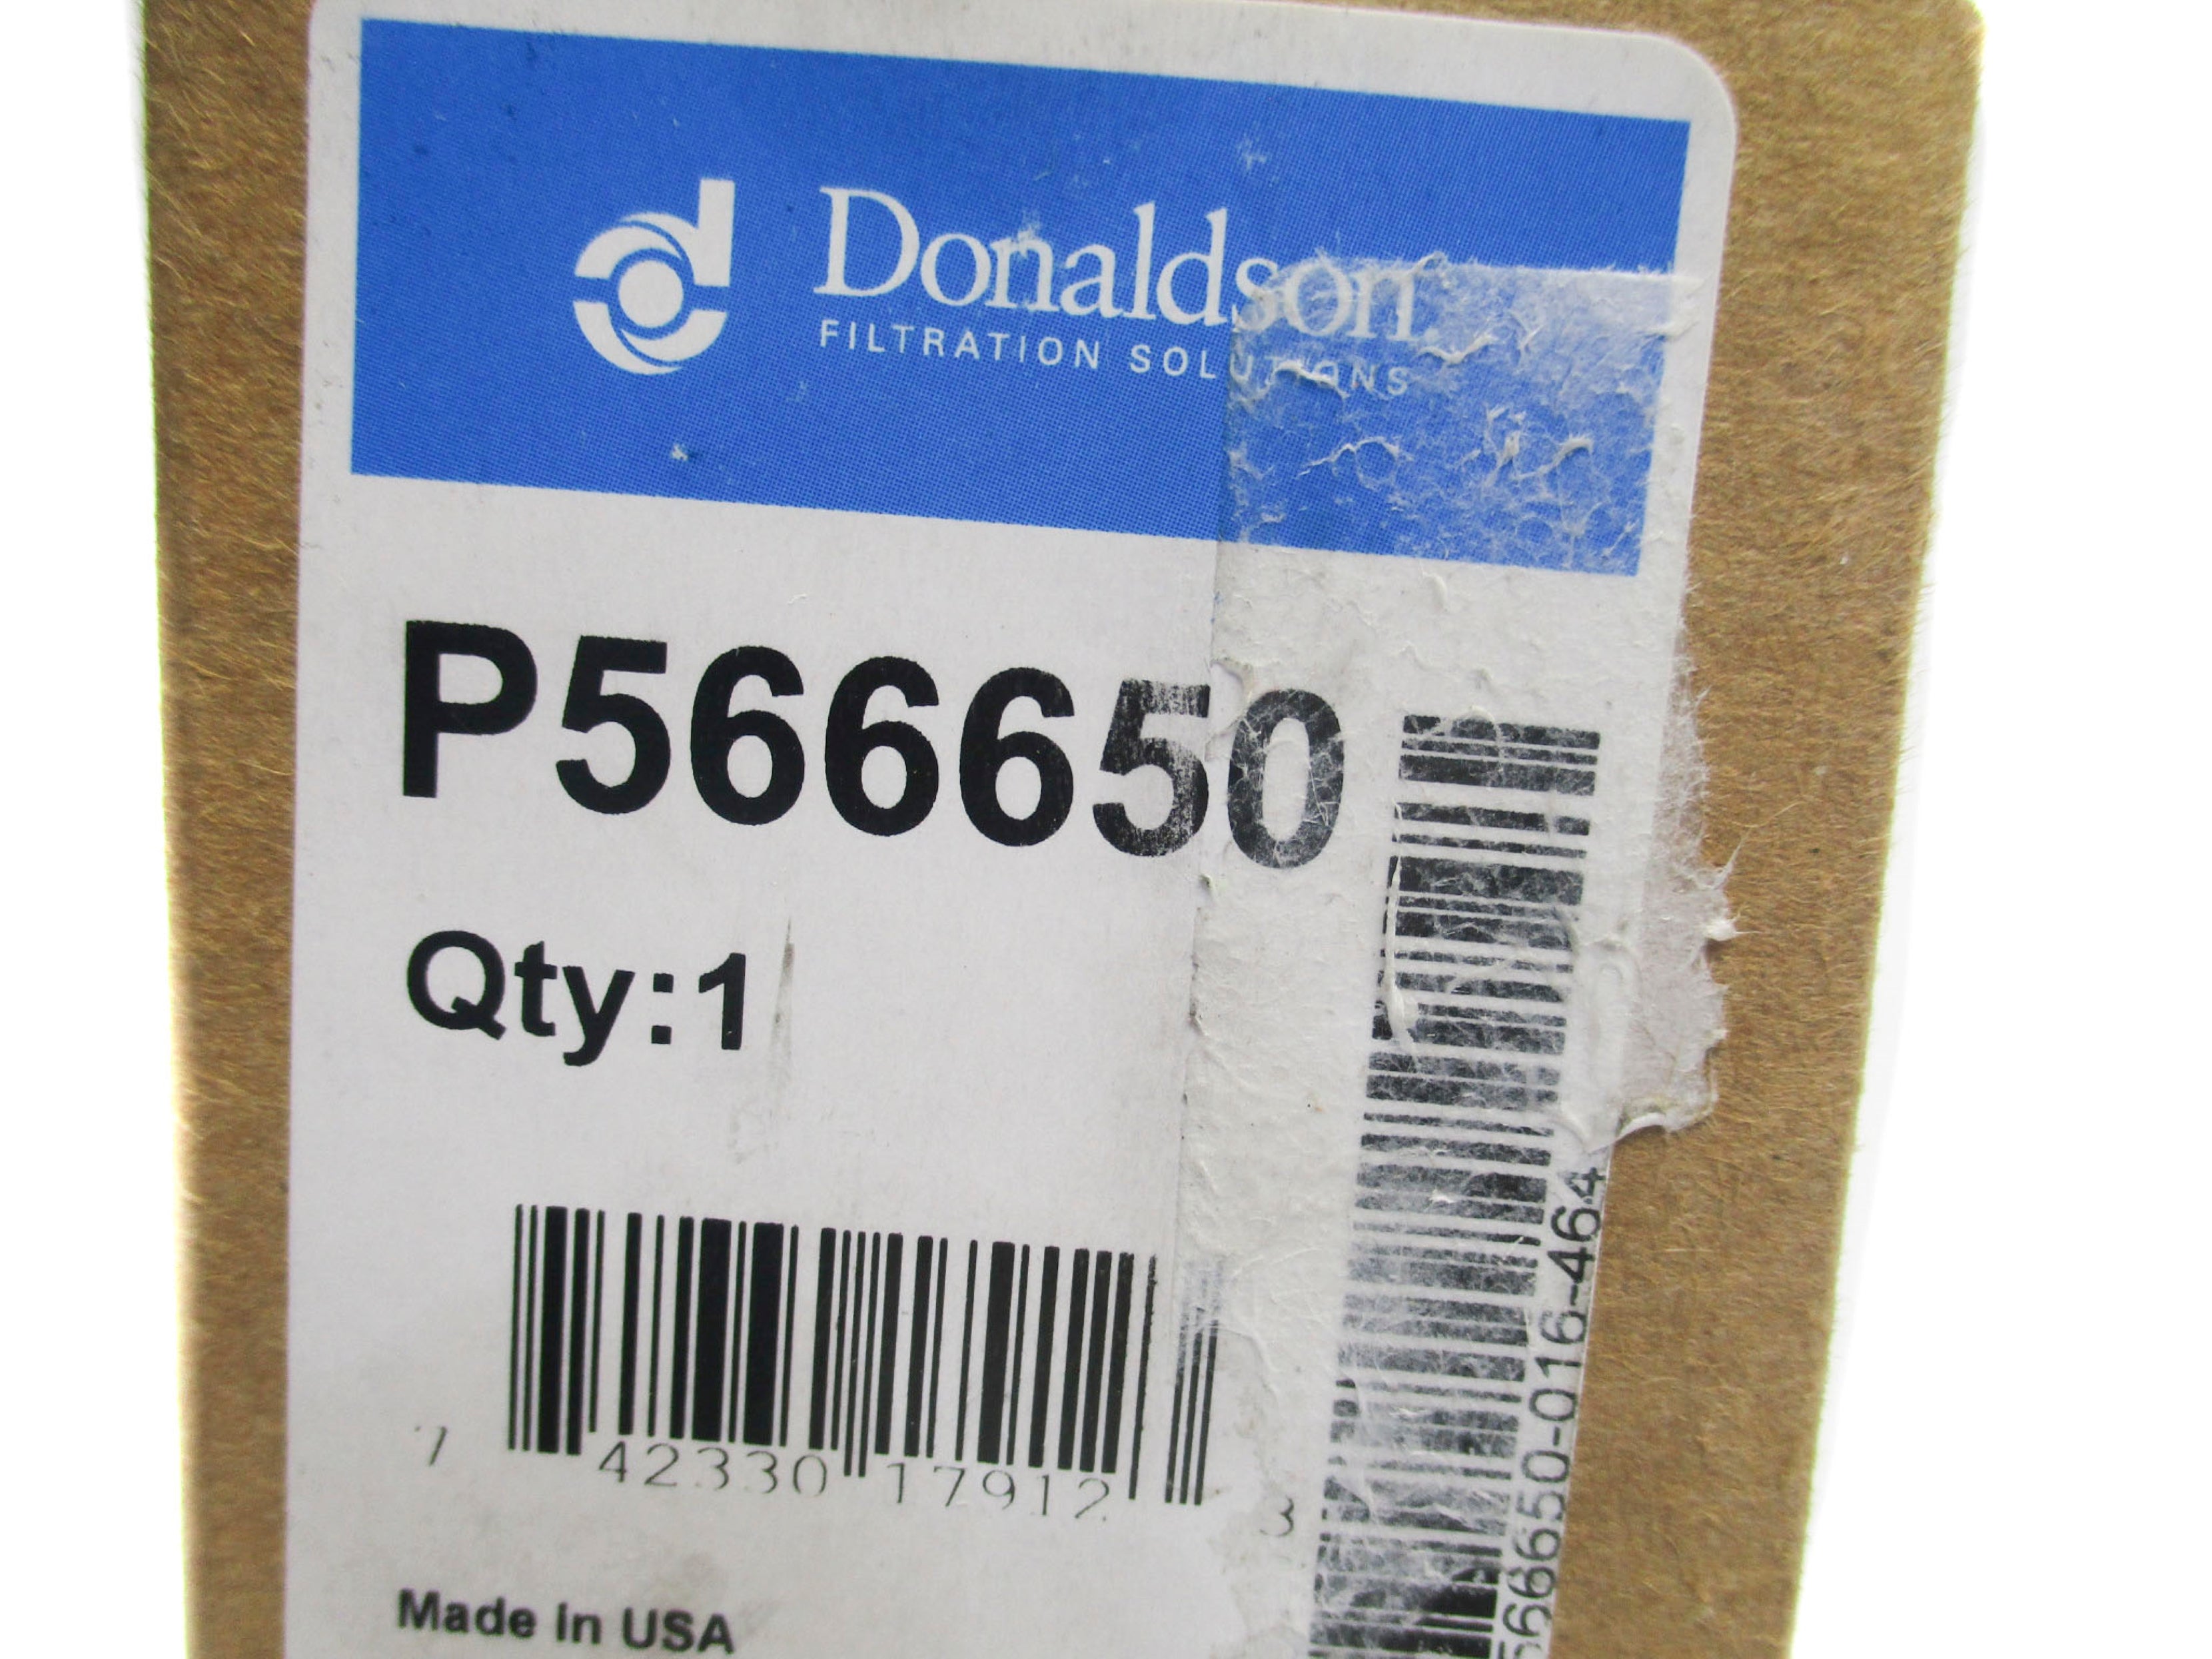 Donaldson
FILTRATION SOLUTIONS
P566650
Qty:1
7 42330 17912 3
Made in USA
566650-016-464